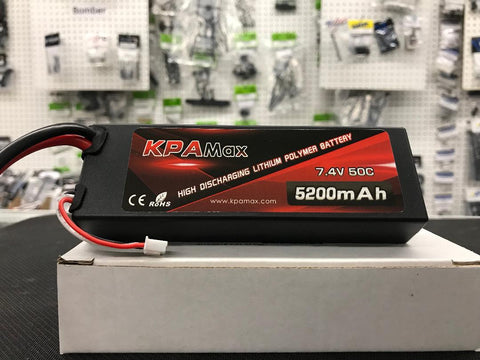 Bomber
KPAMax
HIGH DISCHARGING LITHIUM POLYMER BATTERY
7.4V 50C
5200mAh
CE RoHS
www.kpamax.com